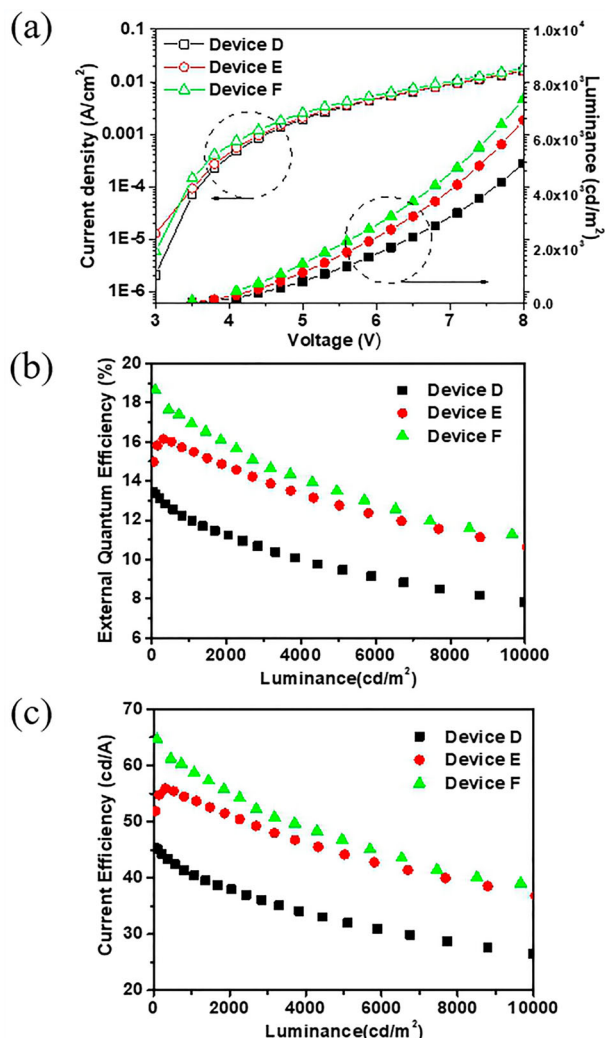 (a)
Current density (A/cm²)
0.1
0.01
0.001
1E-4
1E-5
1E-6
Device D
Device E
Device F
1.0x10⁴
8.0x10³
6.0x10³
4.0x10³
2.0x10³
0.0
Luminance (cd/m²)
3 4 5 6 7 8
Voltage (V)
(b)
External Quantum Efficiency (%)
20
18
16
14
12
10
8
6
Device D
Device E
Device F
0 2000 4000 6000 8000 10000
Luminance(cd/m²)
(c)
Current Efficiency (cd/A)
70
60
50
40
30
20
Device D
Device E
Device F
0 2000 4000 6000 8000 10000
Luminance(cd/m²)